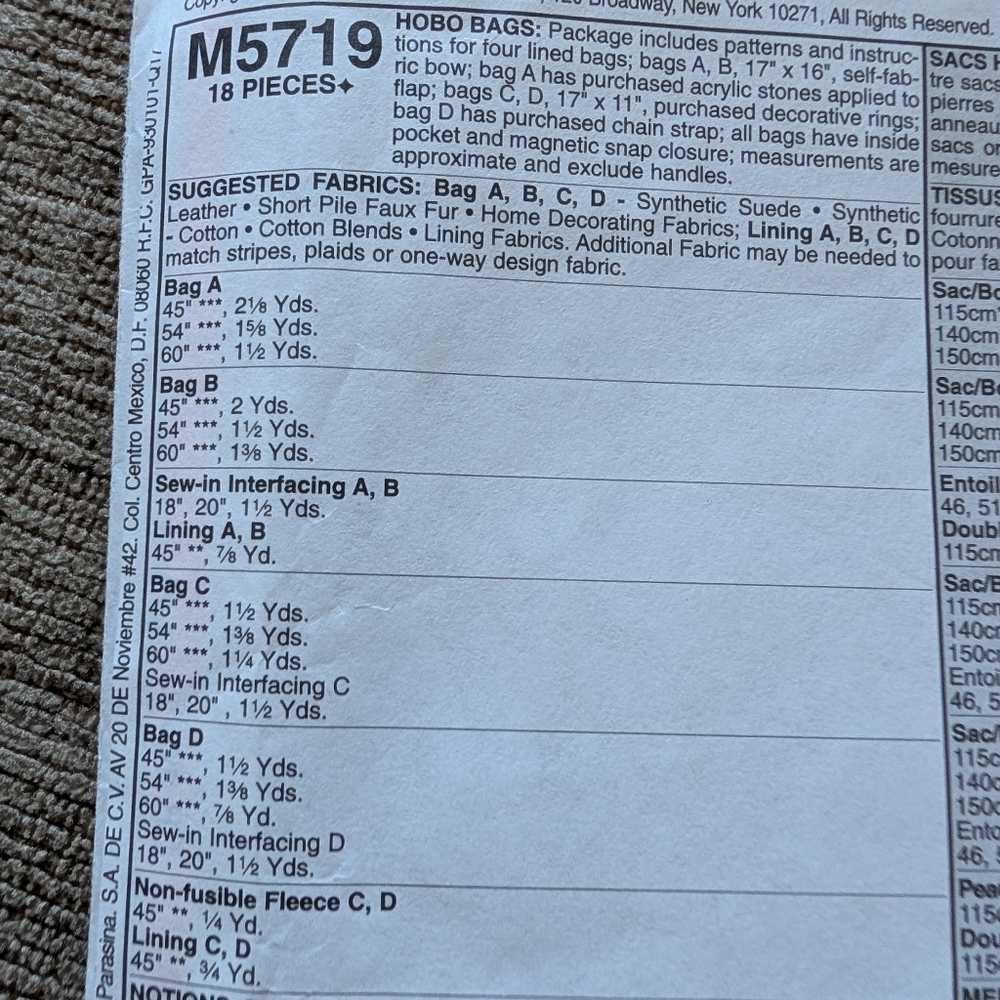 Broadway, New York 10271, All Rights Reserved.
M5719
18 PIECES✦
HOBO BAGS: Package includes patterns and instruc-
tions for four lined bags; bags A, B, 17" x 16", self-fab-
ric bow; bag A has purchased acrylic stones applied to
flap; bags C, D, 17" x 11", purchased decorative rings;
bag D has purchased chain strap; all bags have inside
pocket and magnetic snap closure; measurements are
approximate and exclude handles.
SUGGESTED FABRICS: Bag A, B, C, D - Synthetic Suede • Synthetic
Leather • Short Pile Faux Fur • Home Decorating Fabrics; Lining A, B, C, D
- Cotton • Cotton Blends • Lining Fabrics. Additional Fabric may be needed to
match stripes, plaids or one-way design fabric.
Bag A
45" ***, 2⅛ Yds.
54" ***, 1⅝ Yds.
60" ***, 1½ Yds.
Bag B
45" ***, 2 Yds.
54" ***, 1½ Yds.
60" ***, 1⅜ Yds.
Sew-in Interfacing A, B
18", 20", 1½ Yds.
Lining A, B
45" **, ⅞ Yd.
Bag C
45" ***, 1½ Yds.
54" ***, 1⅜ Yds.
60" ***, 1¼ Yds.
Sew-in Interfacing C
18", 20" , 1½ Yds.
Bag D
45" ***, 1½ Yds.
54" ***, 1⅜ Yds.
60" ***, ⅞ Yd.
Sew-in Interfacing D
18", 20", 1½ Yds.
Non-fusible Fleece C, D
45" **, ¼ Yd.
Lining C, D
45" **, ¾ Yd.
SACS
tre sacs
pierres
anneau
sacs
mesure
TISSUS
fourrure
Cotonn
pour fa
Sac/Bo
115cm
140cm
150cm
Sac/Bo
115cm
140cm
150cm
Entoil
46, 51
Doub
115cm
Sac/B
115cm
140cm
150cm
Entoi
46, 5
Sac/
115c
140c
150c
Ento
46,
Pea
115
Dou
115
Parasina. S.A. DE C.V. AV 20 DE Noviembre #42. Col. Centro Mexico, D.F. 08060 R.F.C.